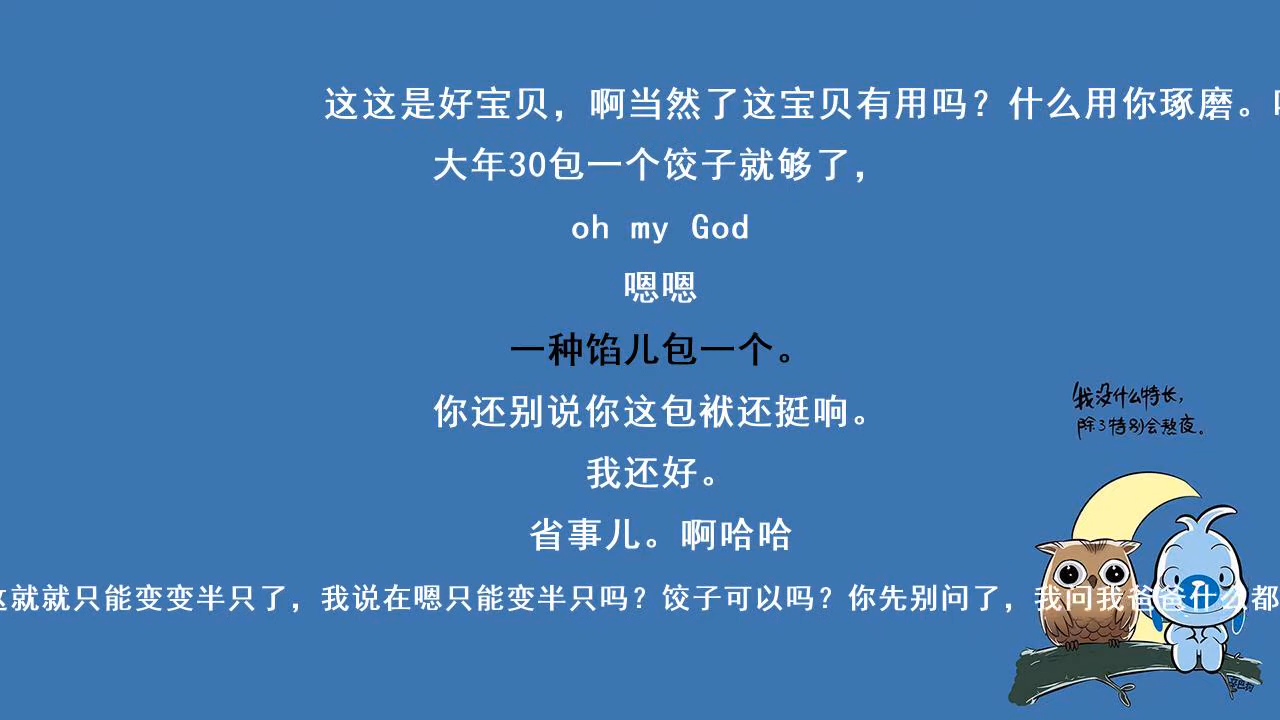 这这是好宝贝，啊当然了这宝贝有用吗？什么用你琢磨。
大年30包一个饺子就够了，
oh my God
嗯嗯
一种馅儿包一个。
你还别说你这包袱还挺响。
我还好。
省事儿。啊哈哈
就就只能变变半只了，我说在嗯只能变半只吗？饺子可以吗？你先别问了，我问我爸爸什么都
我没什么特长，
除了特别会熬夜。